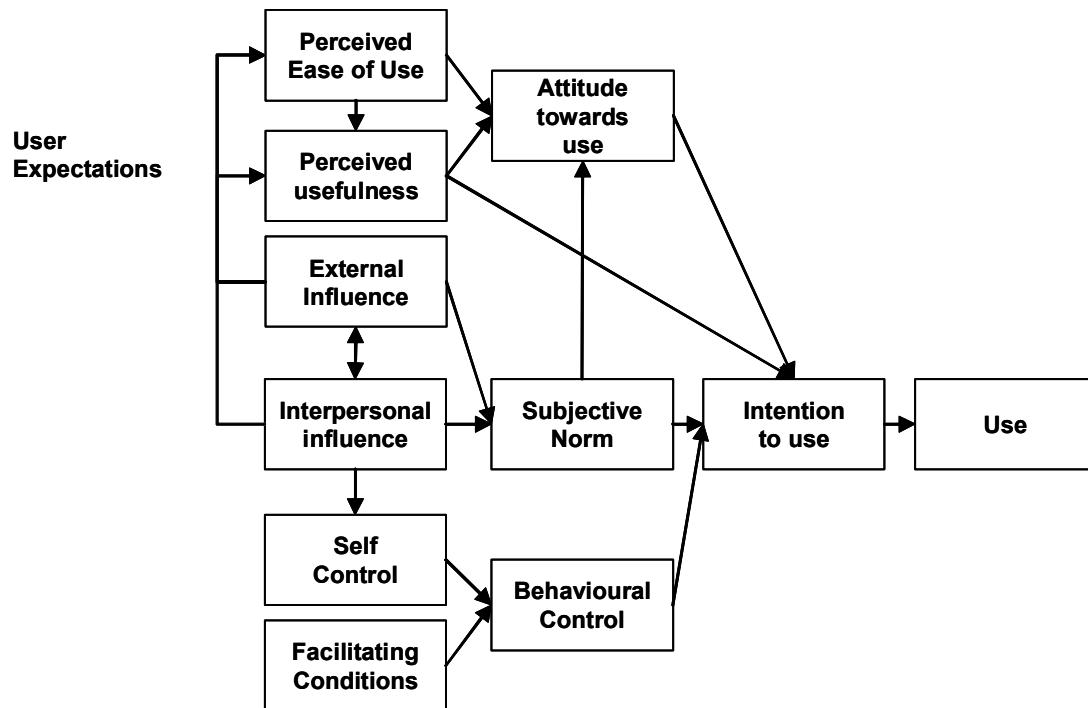 User
Expectations
Perceived
Ease of Use
Perceived
usefulness
External
Influence
Interpersonal
influence
Self
Control
Facilitating
Conditions
Attitude
towards
use
Subjective
Norm
Behavioural
Control
Intention
to use
Use